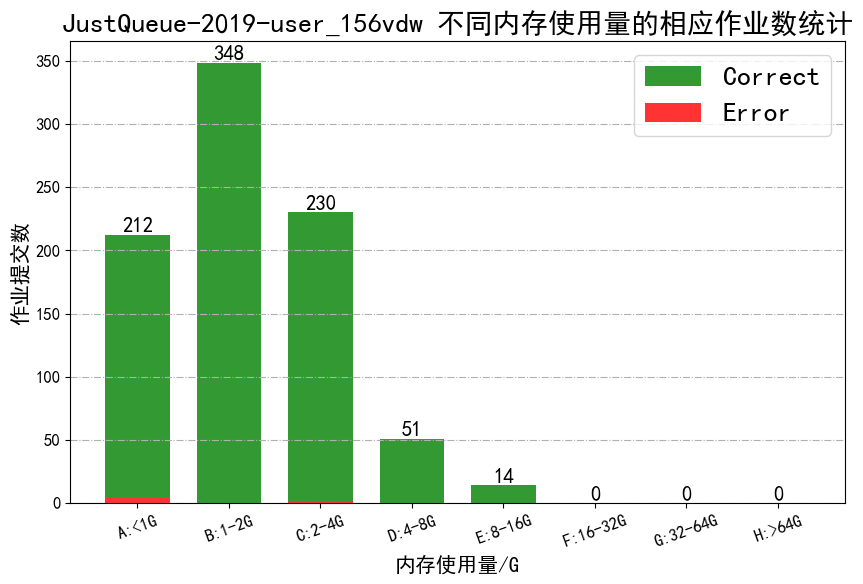 JustQueue-2019-user_156vdw 不同内存使用量的相应作业数统计
Correct
Error
作业提交数
350
300
250
200
150
100
50
0
212
348
230
51
14
0
0
0
A:<1G
B:1-2G
C:2-4G
D:4-8G
E:8-16G
F:16-32G
G:32-64G
H:>64G
内存使用量/G